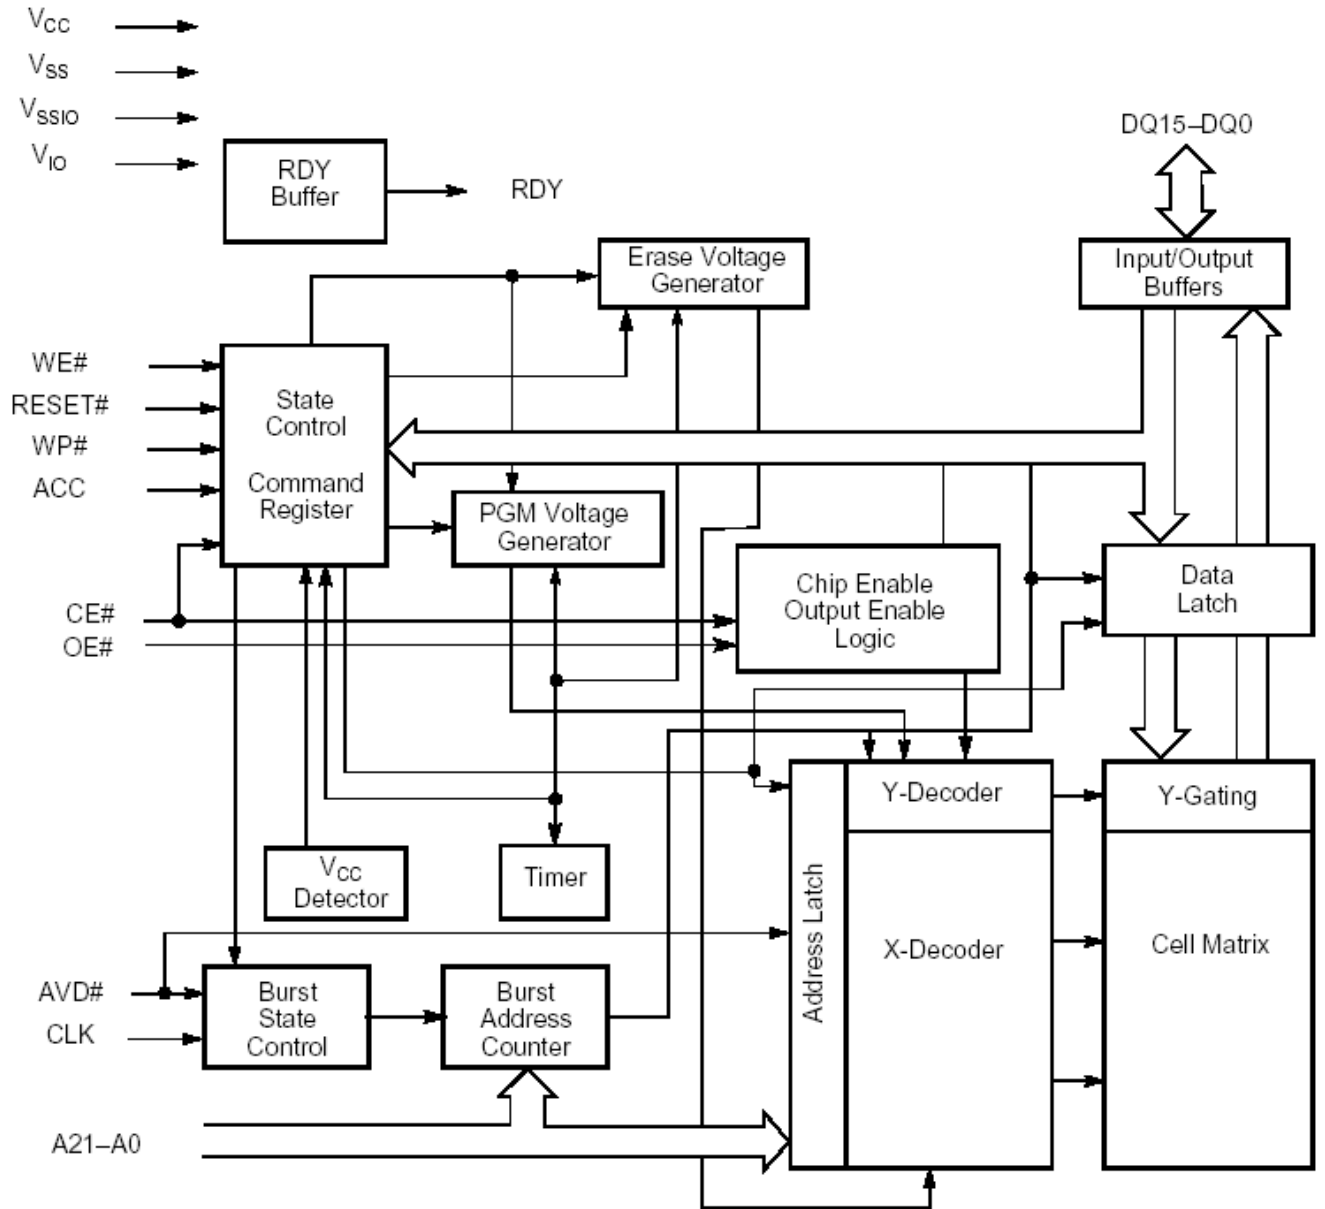 VCC
VSS
VSSIO
VIO
RDY
Buffer
RDY
DQ15–DQ0
Erase Voltage
Generator
Input/Output
Buffers
WE#
RESET#
WP#
ACC
CE#
OE#
State
Control
Command
Register
PGM Voltage
Generator
Chip Enable
Output Enable
Logic
Data
Latch
VCC
Detector
Timer
Address Latch
Y-Decoder
X-Decoder
Y-Gating
Cell Matrix
AVD#
CLK
Burst
State
Control
Burst
Address
Counter
A21–A0